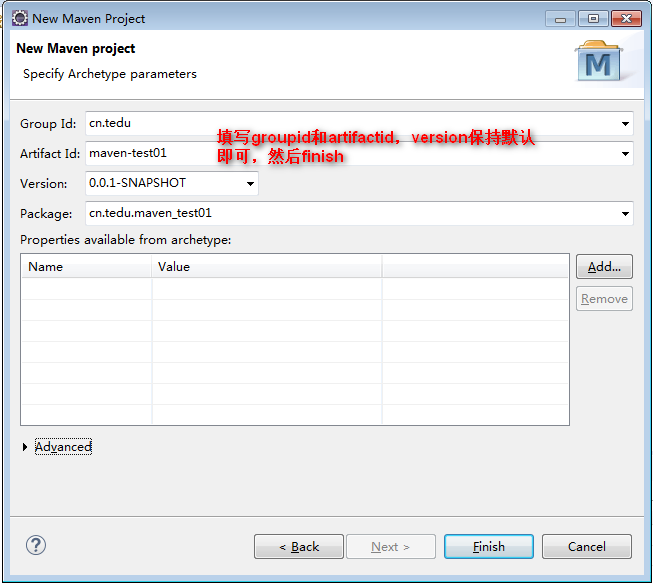 New Maven Project
New Maven project
Specify Archetype parameters
M
Group Id: cn.tedu
填写groupid和artifactid，version保持默认
即可，然后finish
Artifact Id: maven-test01
Version: 0.0.1-SNAPSHOT
Package: cn.tedu.maven_test01
Properties available from archetype:
Name Value
Add...
Remove
Advanced
? < Back Next > Finish Cancel